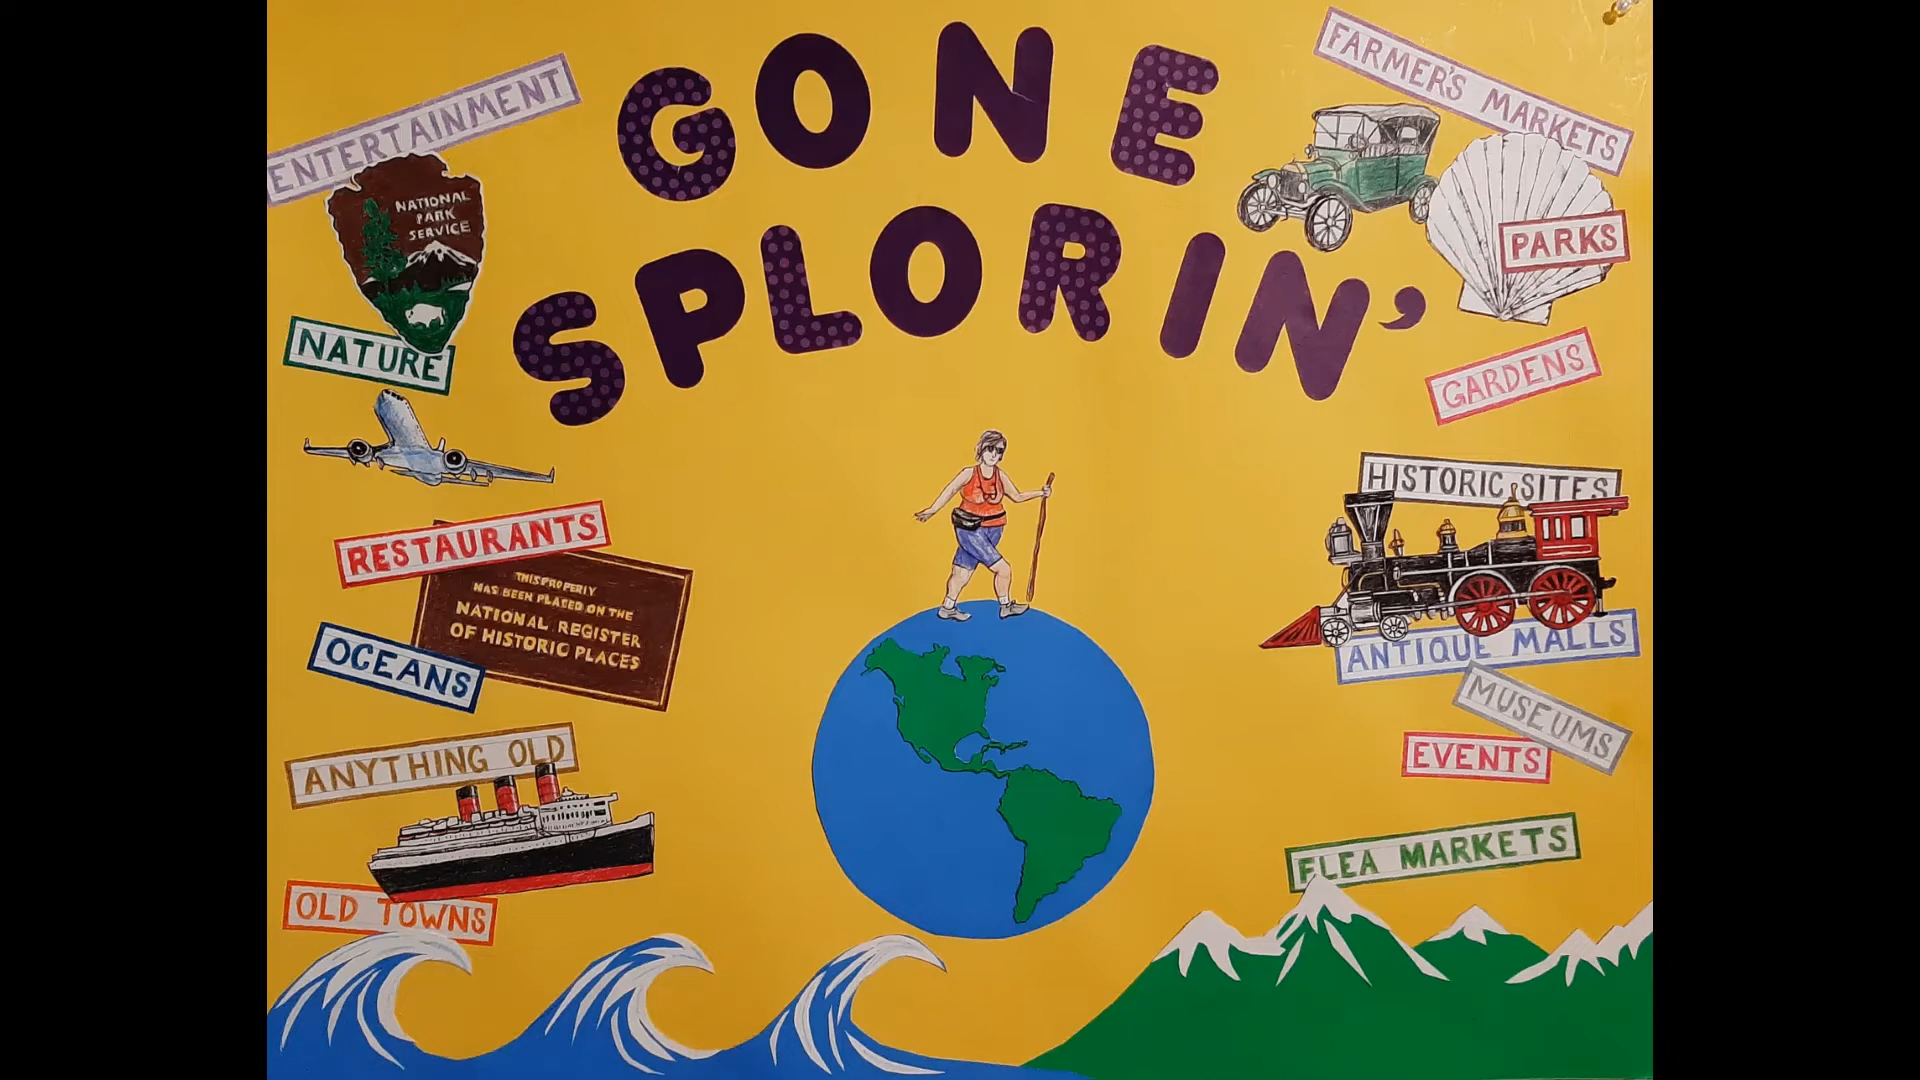 GONE
SPLORIN'
ENTERTAINMENT
NATIONAL
PARK
SERVICE
NATURE
RESTAURANTS
THIS PROPERTY
HAS BEEN PLACED ON THE
NATIONAL REGISTER
OF HISTORIC PLACES
OCEANS
ANYTHING OLD
OLD TOWNS
FARMER'S MARKETS
PARKS
GARDENS
HISTORIC SITES
ANTIQUE MALLS
MUSEUMS
EVENTS
FLEA MARKETS